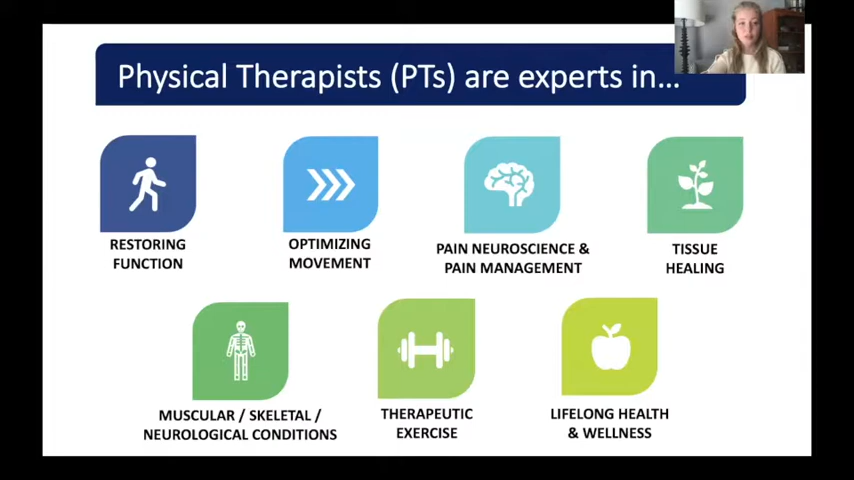 Physical Therapists (PTs) are experts in...
RESTORING
FUNCTION
OPTIMIZING
MOVEMENT
PAIN NEUROSCIENCE &
PAIN MANAGEMENT
TISSUE
HEALING
MUSCULAR / SKELETAL /
NEUROLOGICAL CONDITIONS
THERAPEUTIC
EXERCISE
LIFELONG HEALTH
& WELLNESS